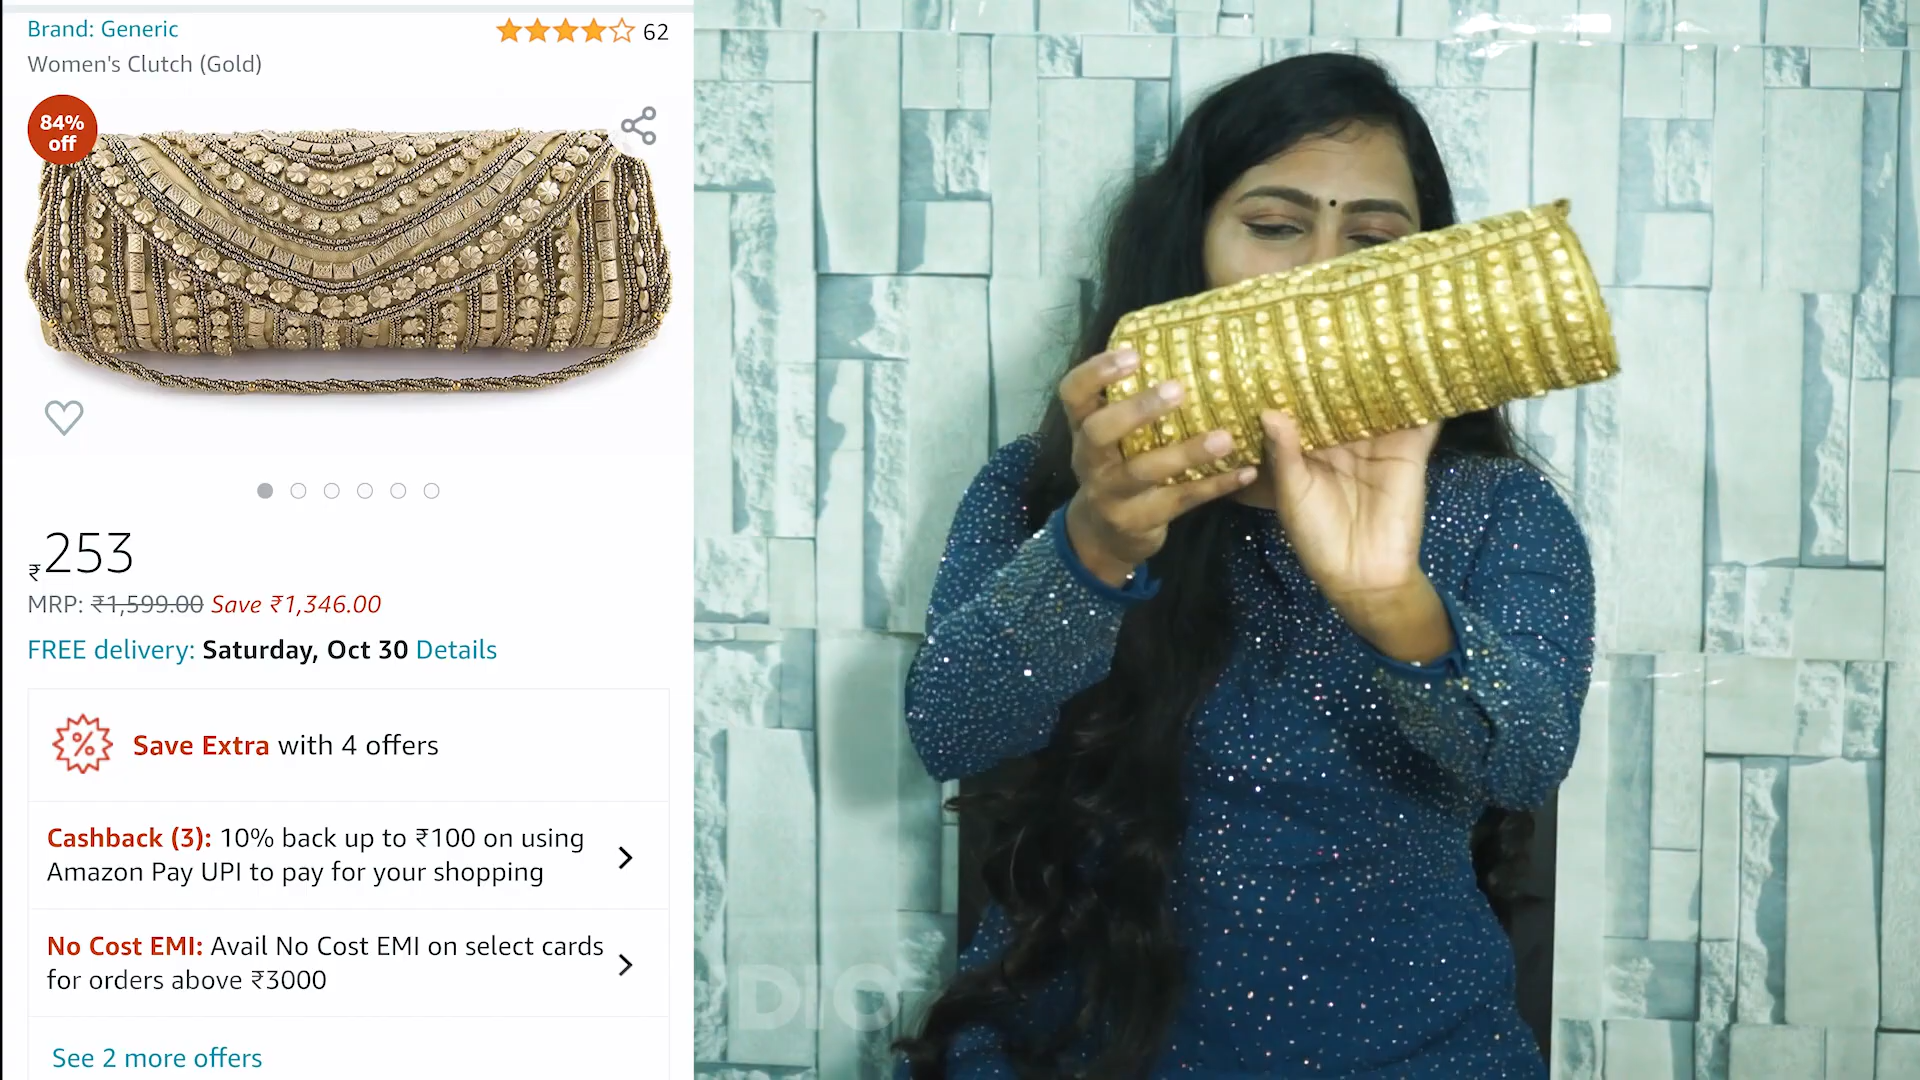 Brand: Generic
62
Women's Clutch (Gold)
84%
off
₹253
MRP: ₹1,599.00 Save ₹1,346.00
FREE delivery: Saturday, Oct 30 Details
Save Extra with 4 offers
Cashback (3): 10% back up to ₹100 on using
Amazon Pay UPI to pay for your shopping
No Cost EMI: Avail No Cost EMI on select cards
for orders above ₹3000
See 2 more offers
DIO